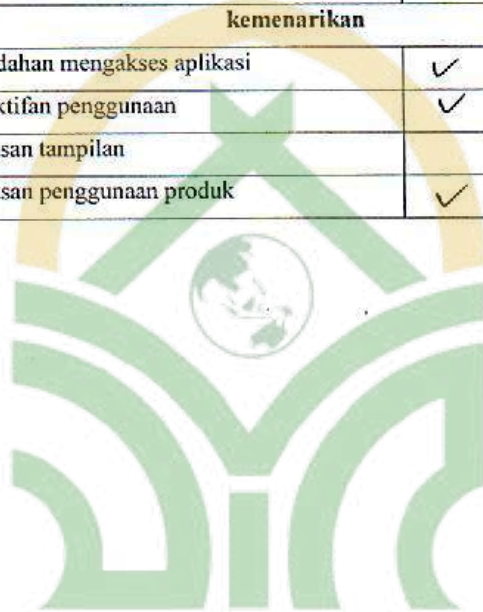 kemenarikan
dahan mengakses aplikasi ✓
ktifan penggunaan ✓
san tampilan
san penggunaan produk ✓